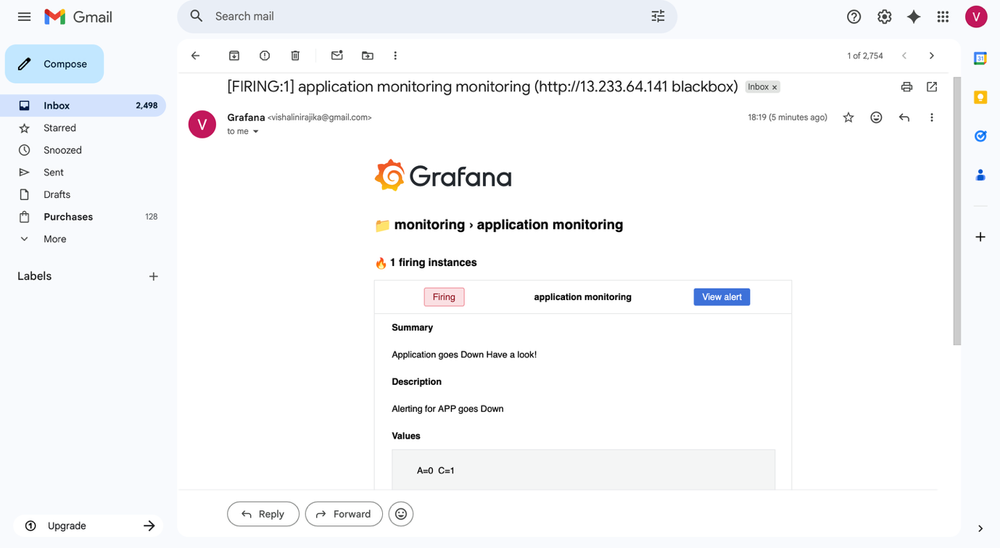 Gmail
Search mail
V
Compose
1 of 2,754
31
[FIRING:1] application monitoring monitoring (http://13.233.64.141 blackbox) Inbox x
Inbox 2,498
V
Grafana <vishalinirajika@gmail.com> 18:19 (5 minutes ago)
to me
Starred
Snoozed
Sent
Drafts
Purchases 128
More
Labels
Grafana
monitoring › application monitoring
1 firing instances
Firing application monitoring View alert
Summary
Application goes Down Have a look!
Description
Alerting for APP goes Down
Values
A=0 C=1
Reply Forward
1 Upgrade